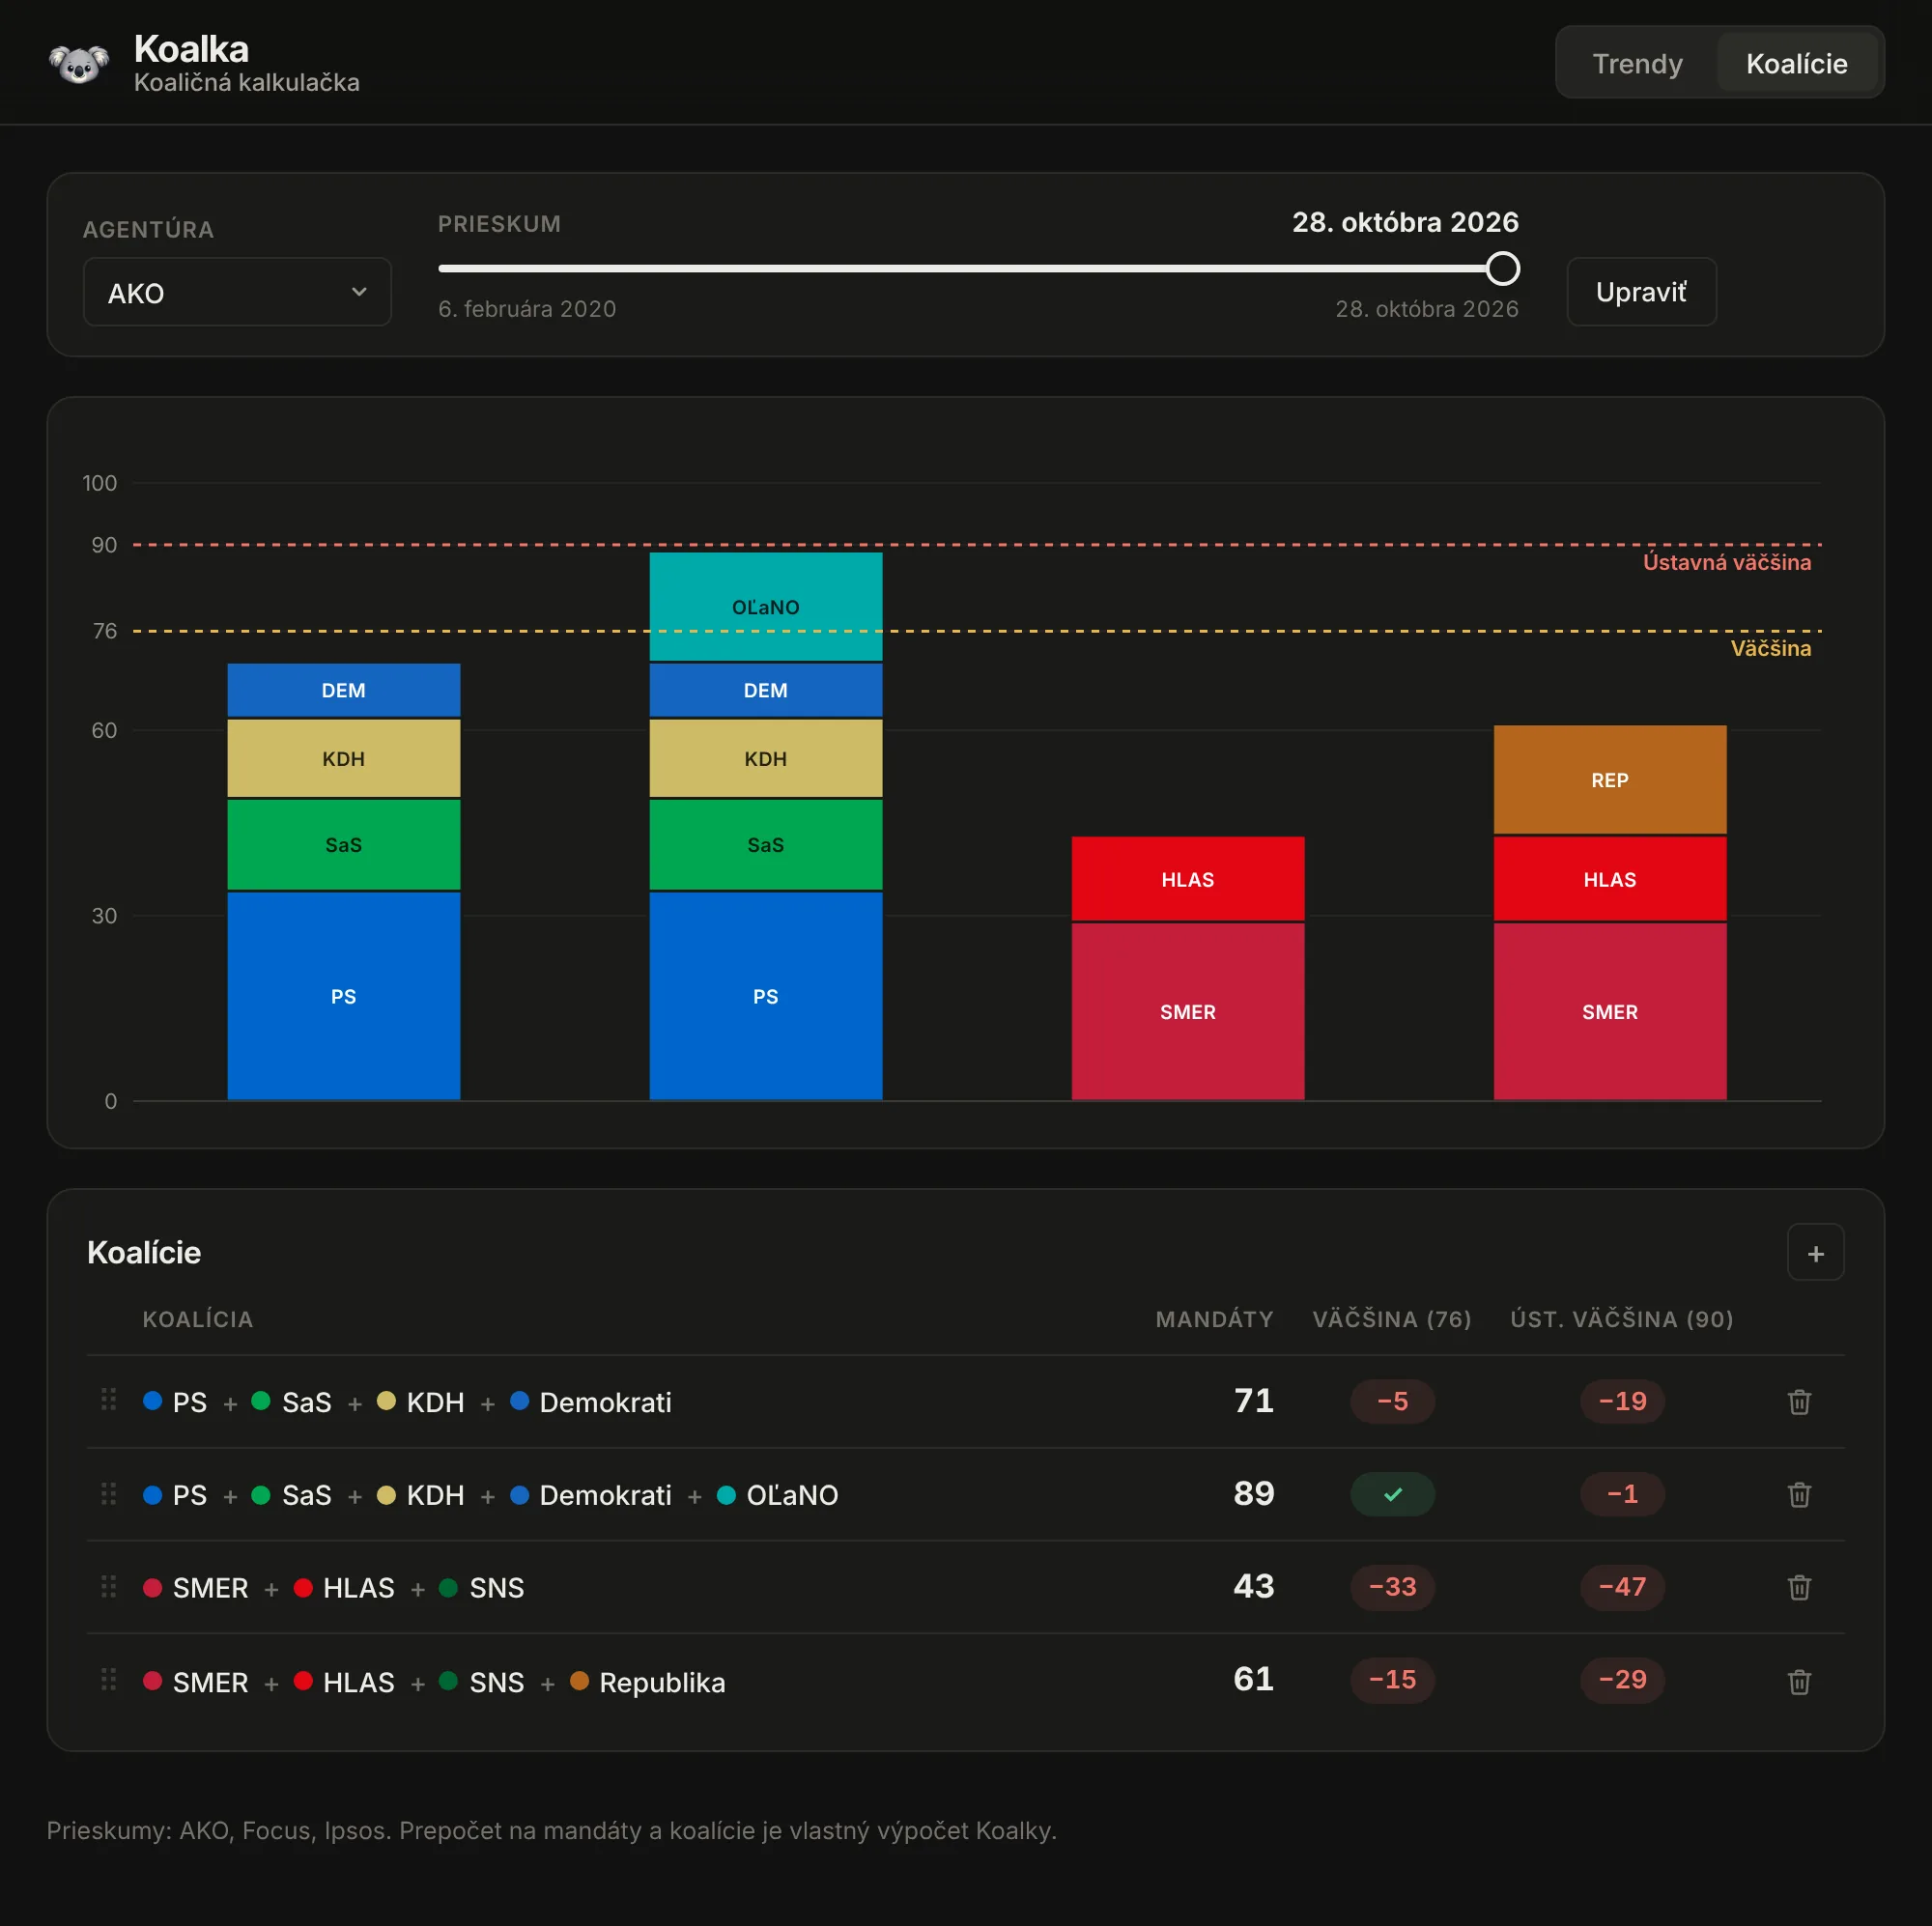 Koalka
Koaličná kalkulačka
Trendy Koalície
AGENTÚRA
AKO
PRIESKUM
28. októbra 2026
6. februára 2020
28. októbra 2026
Upraviť
100
90
Ústavná väčšina
76
Väčšina
60
30
0
DEM
KDH
SaS
PS
OĽaNO
DEM
KDH
SaS
PS
HLAS
SMER
REP
HLAS
SMER
Koalície
+
KOALÍCIA MANDÁTY VÄČŠINA (76) ÚST. VÄČŠINA (90)
PS + SaS + KDH + Demokrati 71 −5 −19
PS + SaS + KDH + Demokrati + OĽaNO 89 ✓ −1
SMER + HLAS + SNS 43 −33 −47
SMER + HLAS + SNS + Republika 61 −15 −29
Prieskumy: AKO, Focus, Ipsos. Prepočet na mandáty a koalície je vlastný výpočet Koalky.